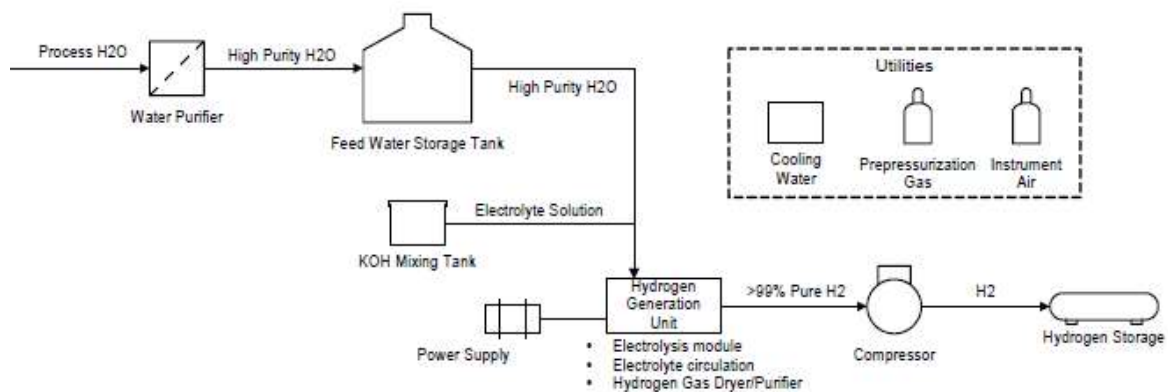 Process H2O
High Purity H2O
Water Purifier
Feed Water Storage Tank
High Purity H2O
Utilities
Cooling
Water
Prepressurization
Gas
Instrument
Air
Electrolyte Solution
KOH Mixing Tank
Hydrogen
Generation
Unit
>99% Pure H2
H2
Power Supply
Compressor
Hydrogen Storage
• Electrolysis module
• Electrolyte circulation
• Hydrogen Gas Dryer/Purifier